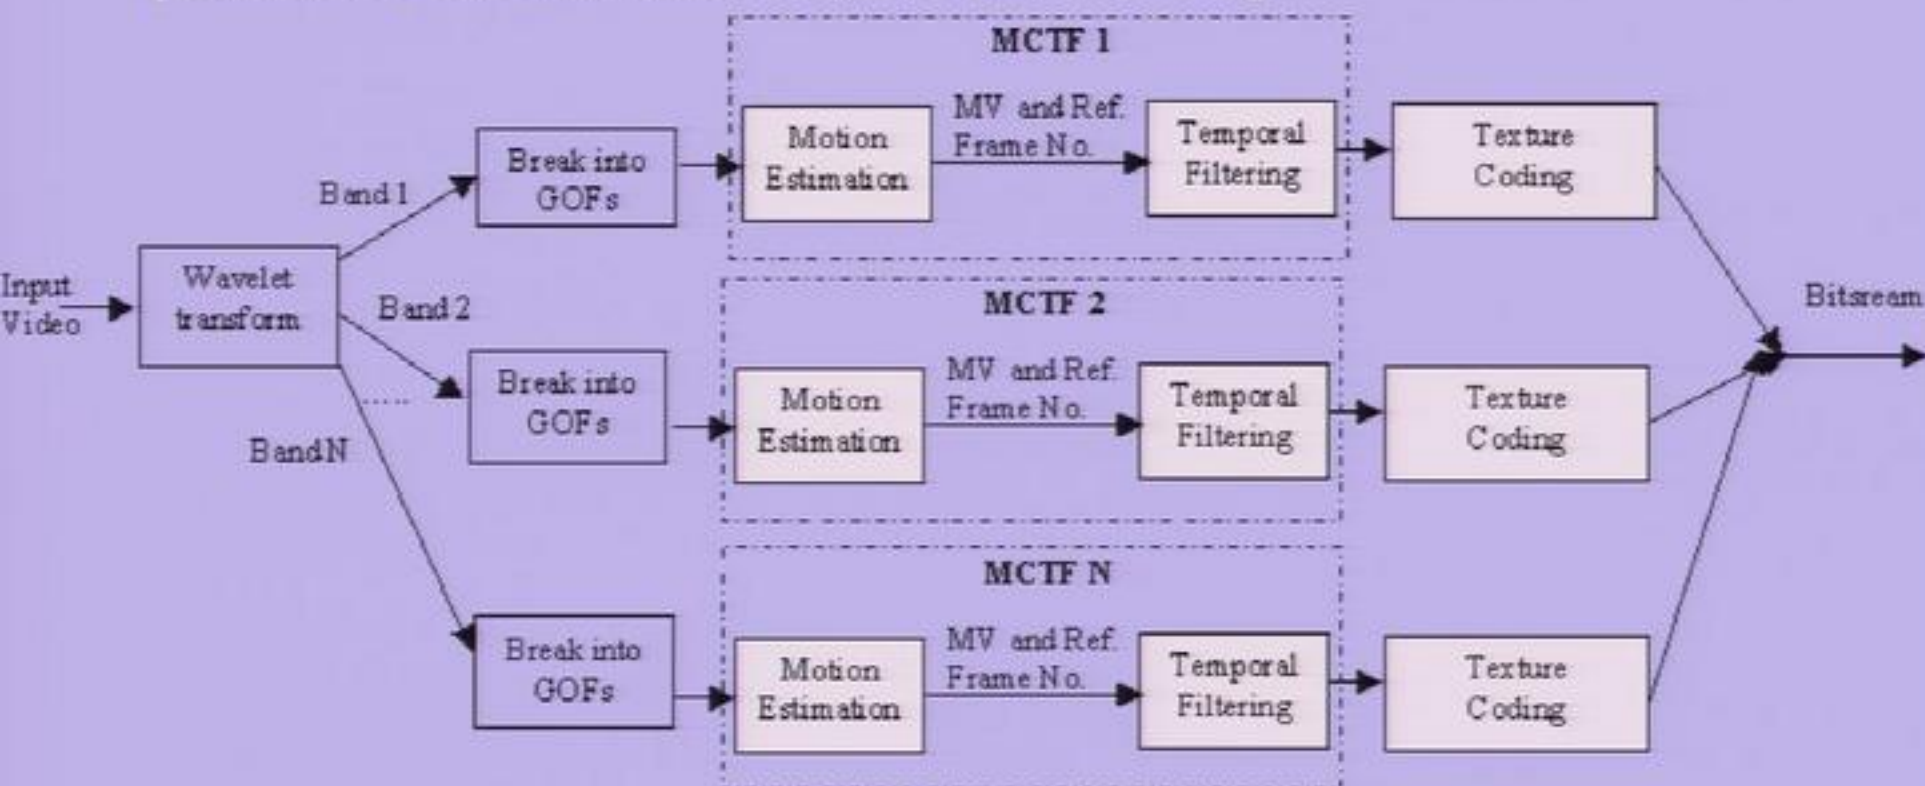 MCTF 1
Motion
Estimation
MV and Ref.
Frame No.
Temporal
Filtering
Texture
Coding
Break into
GOFs
Band 1
Input
Video
Wavelet
transform
Band 2
.....
Band N
MCTF 2
Break into
GOFs
Motion
Estimation
MV and Ref.
Frame No.
Temporal
Filtering
Texture
Coding
Bitsream
MCTF N
Break into
GOFs
Motion
Estimation
MV and Ref.
Frame No.
Temporal
Filtering
Texture
Coding